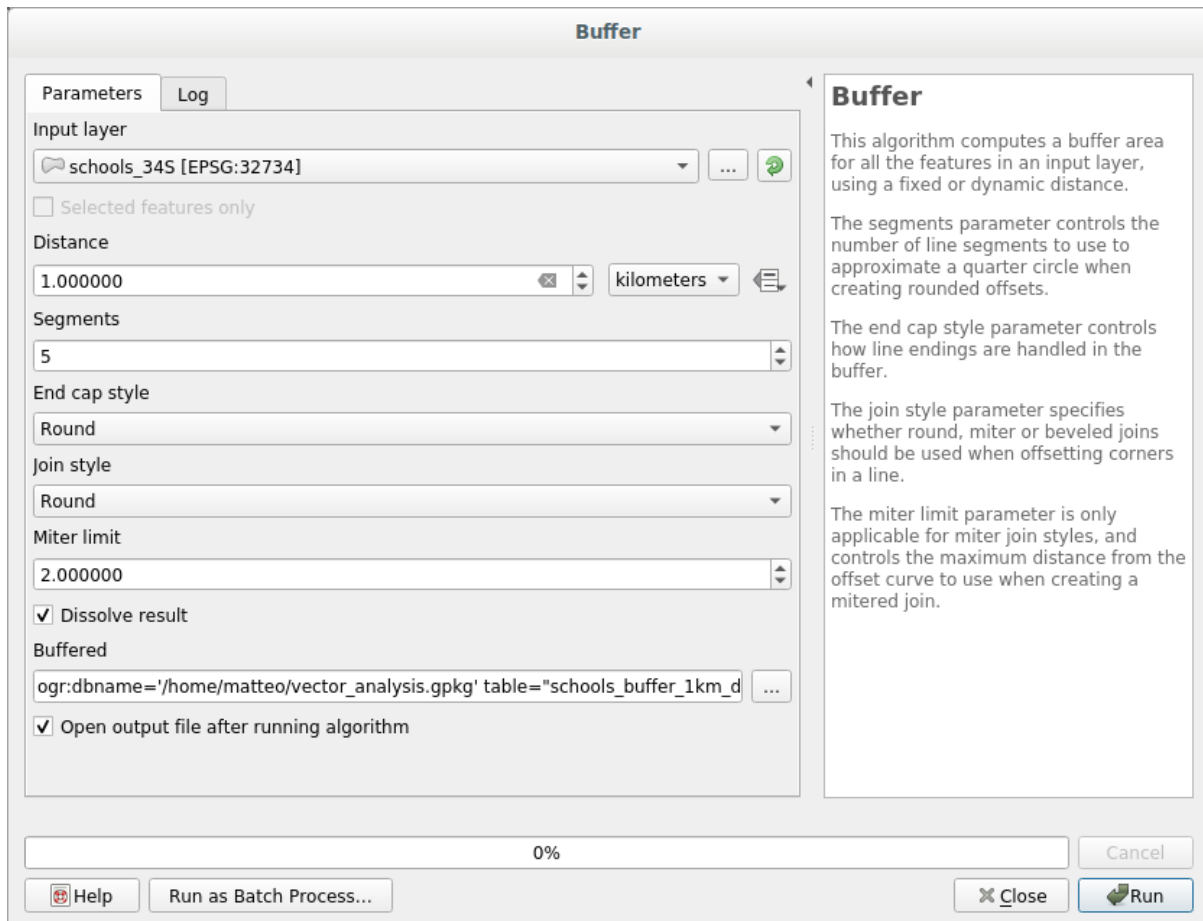 Buffer
Parameters
Log
Input layer
schools_34S [EPSG:32734]
...
Selected features only
Distance
1.000000
kilometers
Segments
5
End cap style
Round
Join style
Round
Miter limit
2.000000
Dissolve result
Buffered
ogr:dbname='/home/matteo/vector_analysis.gpkg' table="schools_buffer_1km_d
...
Open output file after running algorithm
Buffer
This algorithm computes a buffer area
for all the features in an input layer,
using a fixed or dynamic distance.
The segments parameter controls the
number of line segments to use to
approximate a quarter circle when
creating rounded offsets.
The end cap style parameter controls
how line endings are handled in the
buffer.
The join style parameter specifies
whether round, miter or beveled joins
should be used when offsetting corners
in a line.
The miter limit parameter is only
applicable for miter join styles, and
controls the maximum distance from the
offset curve to use when creating a
mitered join.
0%
Cancel
Help
Run as Batch Process...
Close
Run